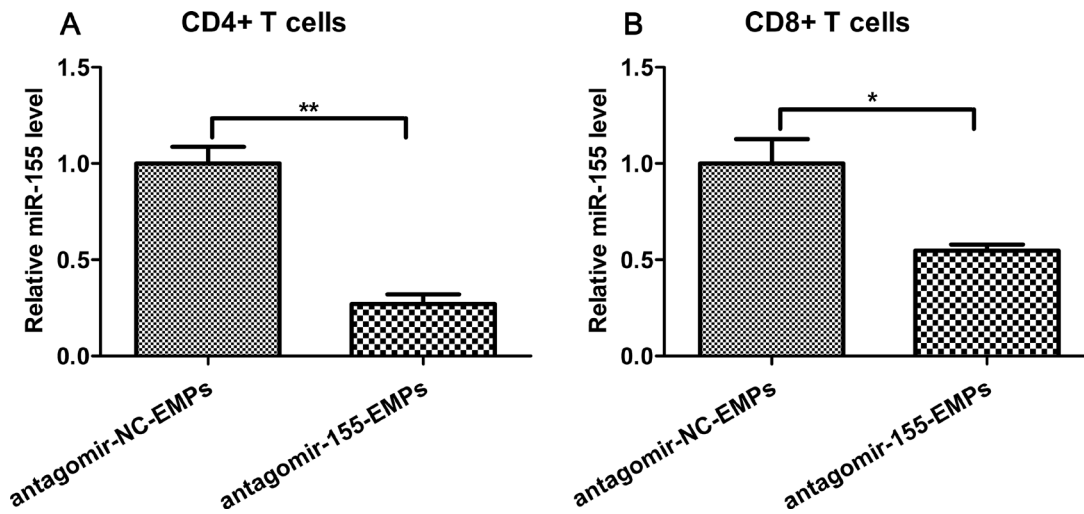 A
CD4+ T cells
Relative miR-155 level
1.5
1.0
0.5
0.0
**
antagomir-NC-EMPs
antagomir-155-EMPs
B
CD8+ T cells
Relative miR-155 level
1.5
1.0
0.5
0.0
*
antagomir-NC-EMPs
antagomir-155-EMPs